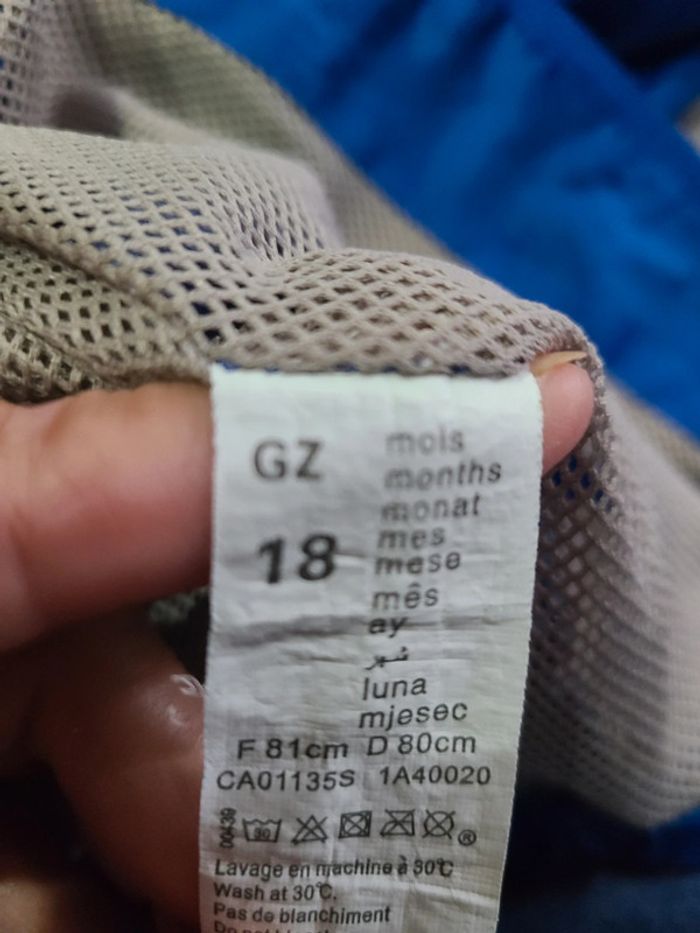 GZ
18
mois
months
monat
mes
mese
mês
ay
شهر
luna
mjesec
F 81cm D 80cm
CA01135S 1A40020
00439
30
®
Lavage en machine à 30°C
Wash at 30°C.
Pas de blanchiment